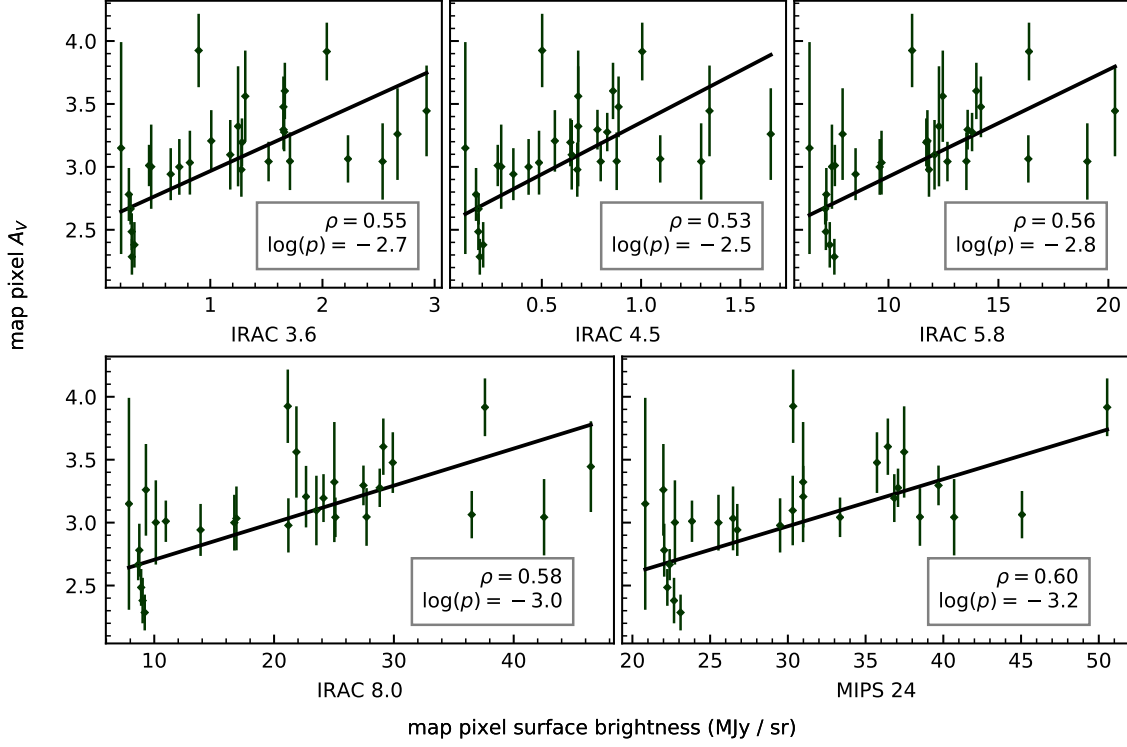 map pixel A_V
4.0
3.5
3.0
2.5
ρ = 0.55
log(p) = −2.7
1
2
3
IRAC 3.6
ρ = 0.53
log(p) = −2.5
0.5
1.0
1.5
IRAC 4.5
ρ = 0.56
log(p) = −2.8
10
15
20
IRAC 5.8
4.0
3.5
3.0
2.5
ρ = 0.58
log(p) = −3.0
10
20
30
40
IRAC 8.0
ρ = 0.60
log(p) = −3.2
20
25
30
35
40
45
50
MIPS 24
map pixel surface brightness (MJy / sr)